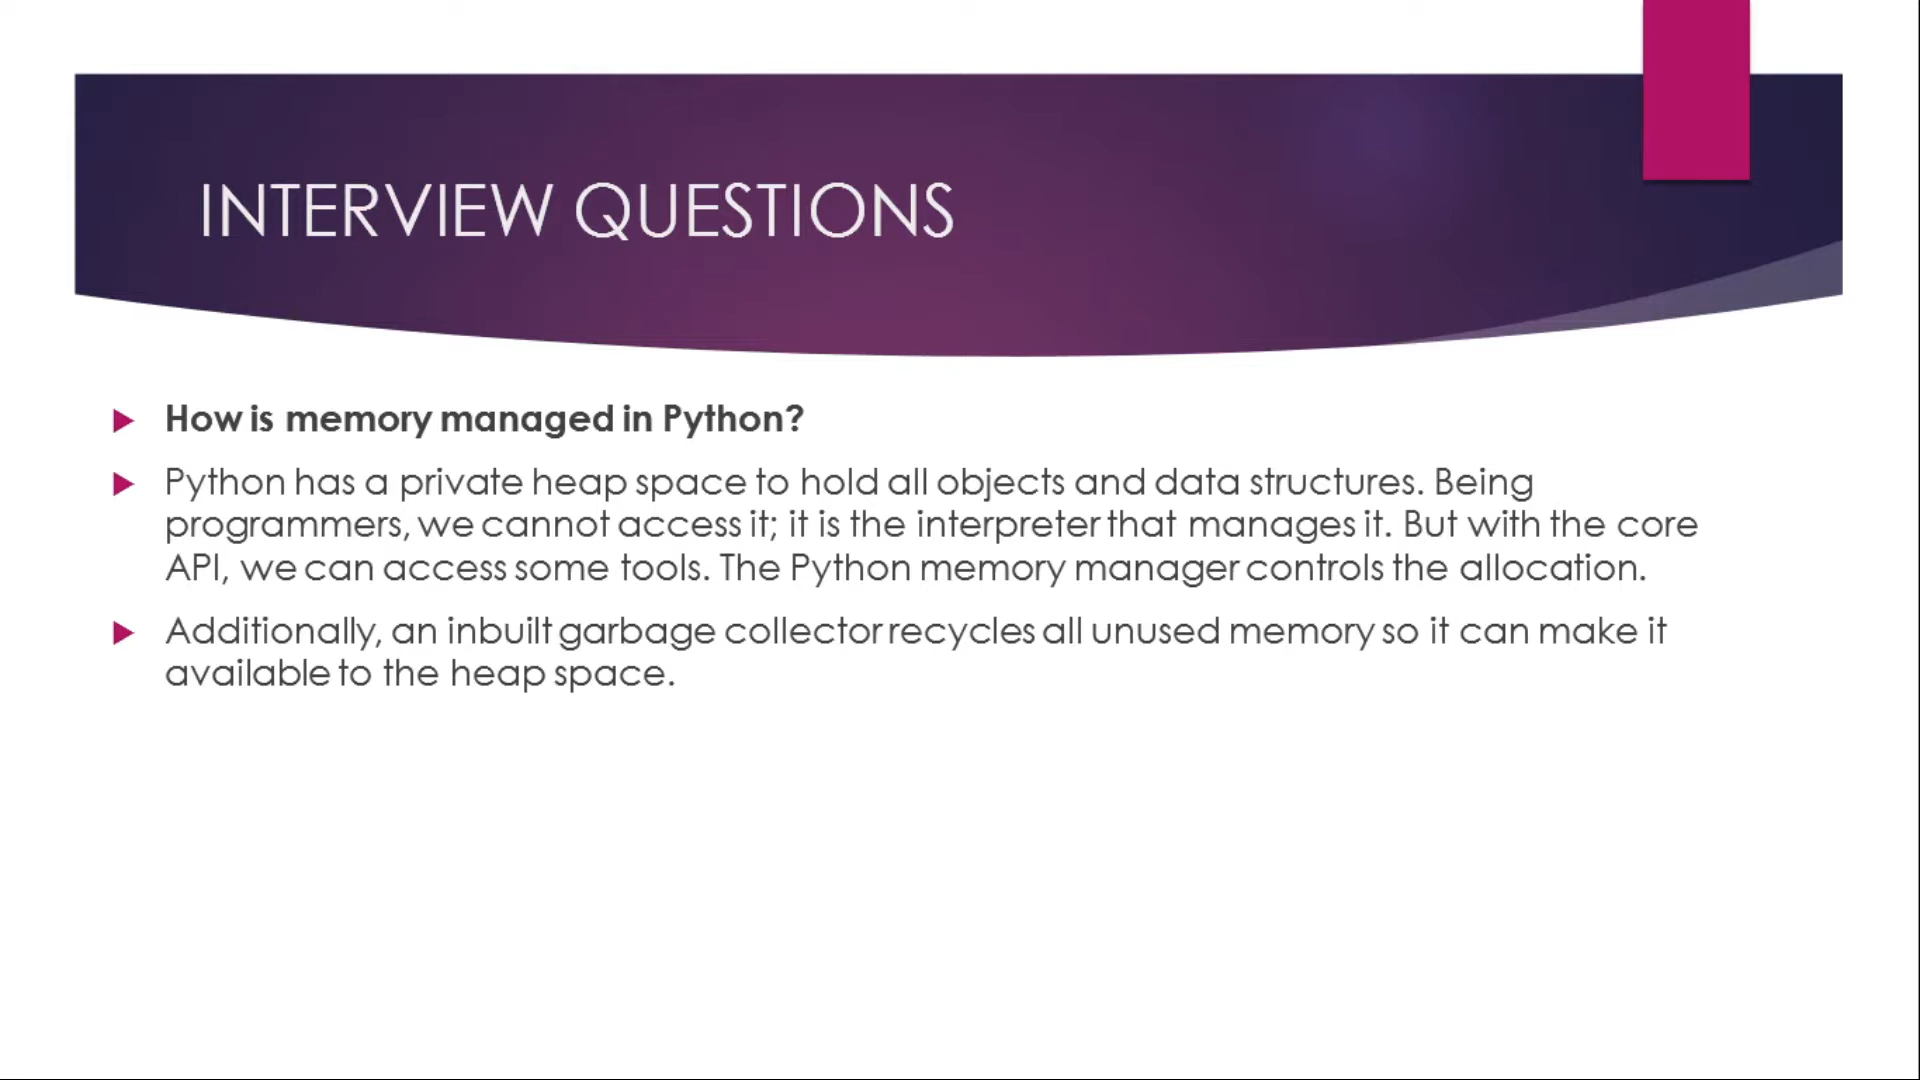 INTERVIEW QUESTIONS
How is memory managed in Python?
Python has a private heap space to hold all objects and data structures. Being
programmers, we cannot access it; it is the interpreter that manages it. But with the core
API, we can access some tools. The Python memory manager controls the allocation.
Additionally, an inbuilt garbage collector recycles all unused memory so it can make it
available to the heap space.